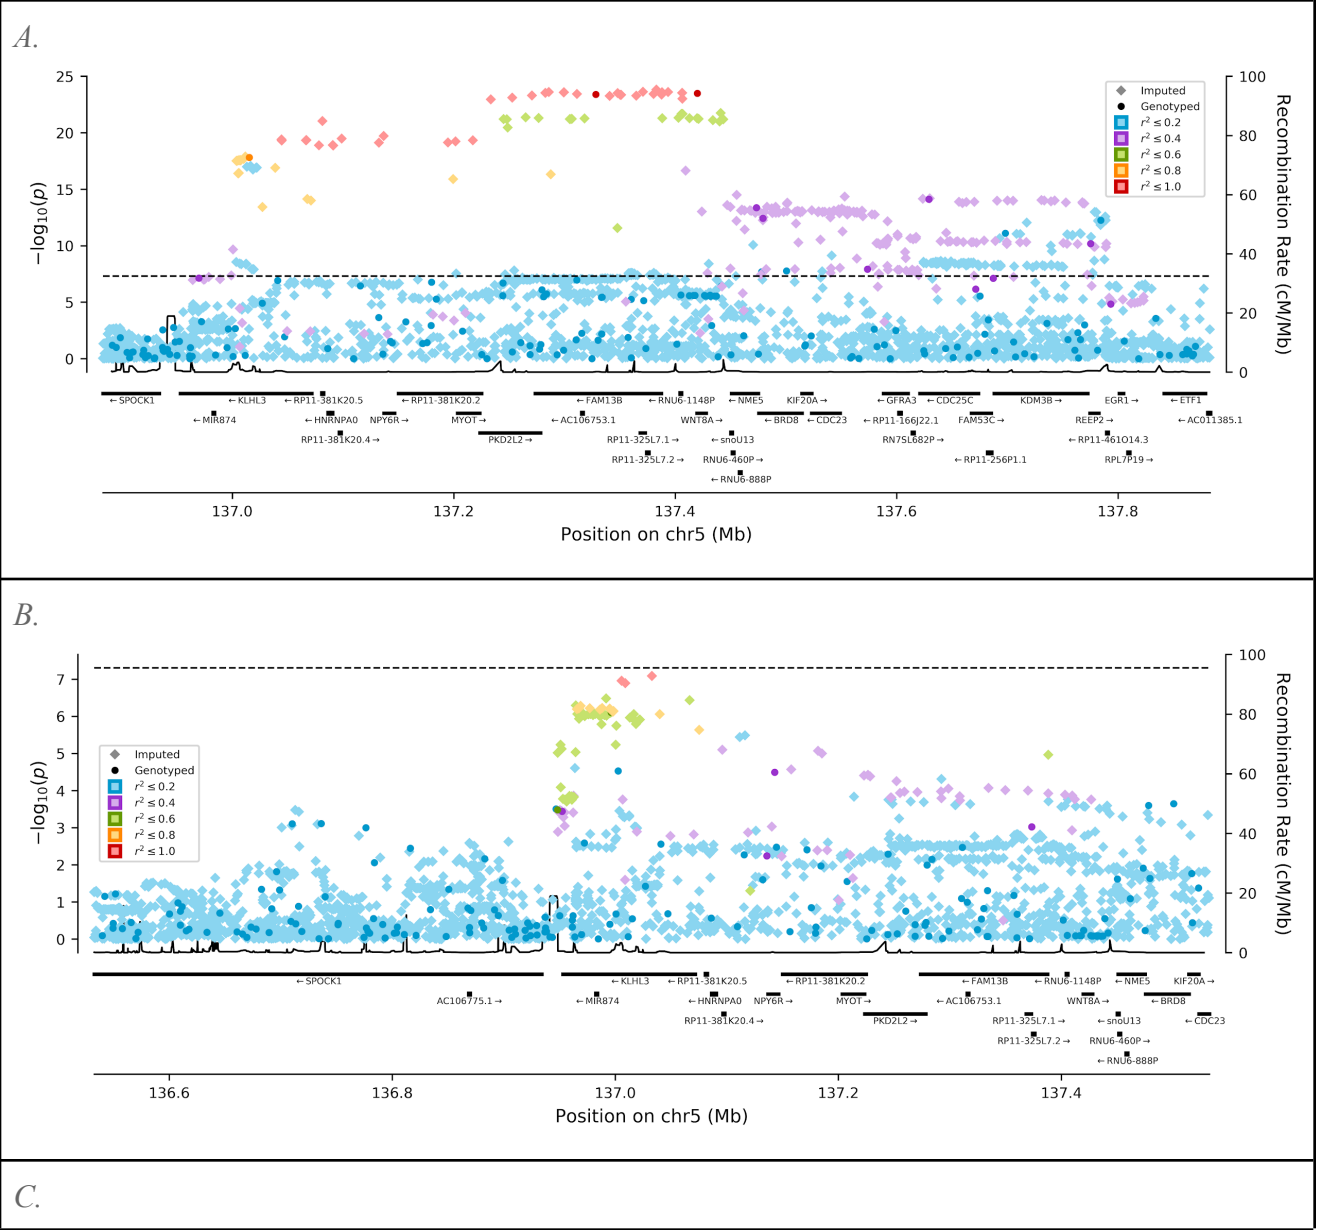 A.
25
20
15
10
5
0
−log10(p)
100
80
60
40
20
0
Recombination Rate (cM/Mb)
Imputed
Genotyped
r² ≤ 0.2
r² ≤ 0.4
r² ≤ 0.6
r² ≤ 0.8
r² ≤ 1.0
←SPOCK1 ←KLHL3 ←RP11-381K20.5 ←RP11-381K20.2 ←FAM13B ←RNU6-1148P ←NME5 KIF20A→ ←GFRA3 ←CDC25C KDM3B→ EGR1→ ←ETF1
←MIR874 ←HNRNPA0 NPY6R→ MYOT→ ←AC106753.1 WNT8A→ ←BRD8 ←CDC23 ←RP11-166J22.1 FAM53C→ REEP2→ ←AC011385.1
RP11-381K20.4→ PKD2L2→ RP11-325L7.1→ ←snoU13 RN7SL682P→ ←RP11-461O14.3
RP11-325L7.2→ RNU6-460P→ ←RP11-256P1.1 RPL7P19→
←RNU6-888P
137.0 137.2 137.4 137.6 137.8
Position on chr5 (Mb)
B.
7
6
5
4
3
2
1
0
−log10(p)
100
80
60
40
20
0
Recombination Rate (cM/Mb)
Imputed
Genotyped
r² ≤ 0.2
r² ≤ 0.4
r² ≤ 0.6
r² ≤ 0.8
r² ≤ 1.0
←SPOCK1 ←KLHL3 ←RP11-381K20.5 ←RP11-381K20.2 ←FAM13B ←RNU6-1148P ←NME5 KIF20A→
AC106775.1→ ←MIR874 ←HNRNPA0 NPY6R→ MYOT→ ←AC106753.1 WNT8A→ ←BRD8
RP11-381K20.4→ PKD2L2→ RP11-325L7.1→ ←snoU13 ←CDC23
RP11-325L7.2→ RNU6-460P→
←RNU6-888P
136.6 136.8 137.0 137.2 137.4
Position on chr5 (Mb)
C.